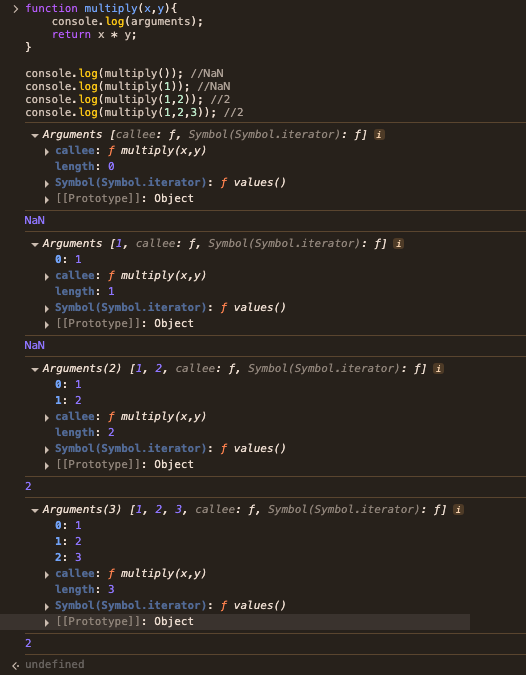 function multiply(x,y){
    console.log(arguments);
    return x * y;
}

console.log(multiply()); //NaN
console.log(multiply(1)); //NaN
console.log(multiply(1,2)); //2
console.log(multiply(1,2,3)); //2
Arguments [callee: ƒ, Symbol(Symbol.iterator): ƒ] i
callee: ƒ multiply(x,y)
length: 0
Symbol(Symbol.iterator): ƒ values()
[[Prototype]]: Object
NaN
Arguments [1, callee: ƒ, Symbol(Symbol.iterator): ƒ] i
0: 1
callee: ƒ multiply(x,y)
length: 1
Symbol(Symbol.iterator): ƒ values()
[[Prototype]]: Object
NaN
Arguments(2) [1, 2, callee: ƒ, Symbol(Symbol.iterator): ƒ] i
0: 1
1: 2
callee: ƒ multiply(x,y)
length: 2
Symbol(Symbol.iterator): ƒ values()
[[Prototype]]: Object
2
Arguments(3) [1, 2, 3, callee: ƒ, Symbol(Symbol.iterator): ƒ] i
0: 1
1: 2
2: 3
callee: ƒ multiply(x,y)
length: 3
Symbol(Symbol.iterator): ƒ values()
[[Prototype]]: Object
2
undefined